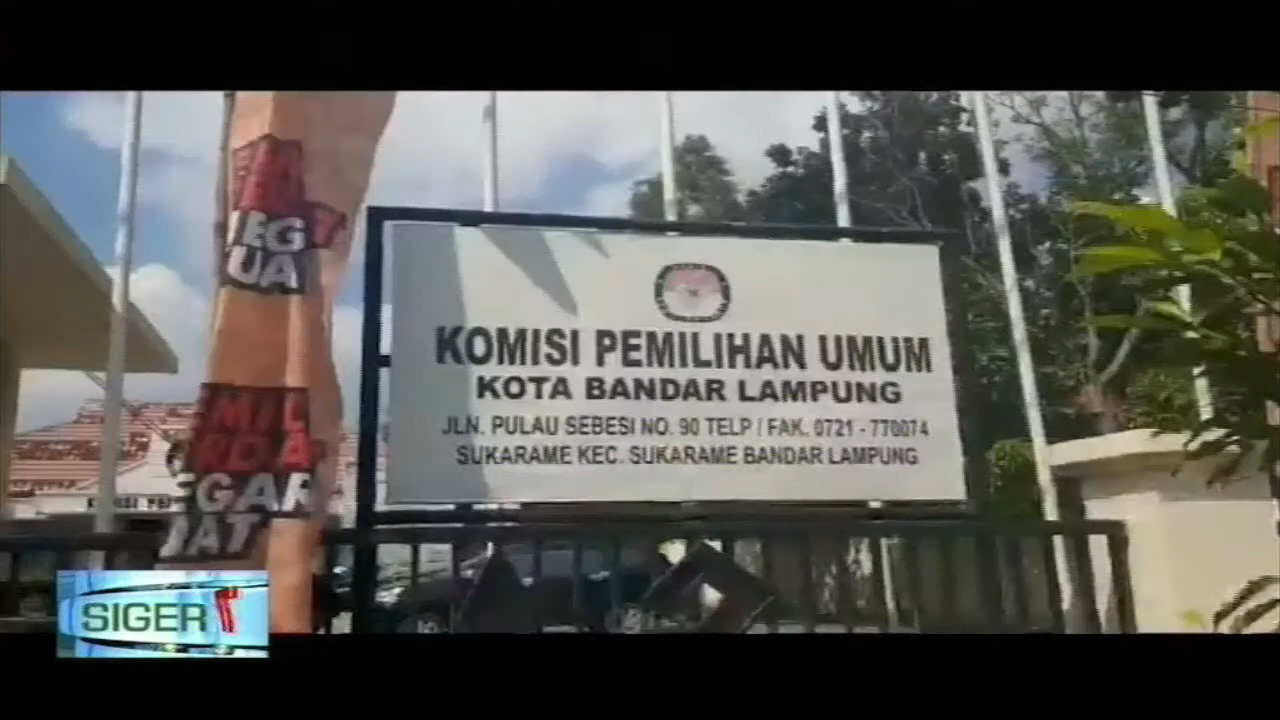 KOMISI PEMILIHAN UMUM
KOTA BANDAR LAMPUNG
JLN. PULAU SEBESI NO. 90 TELP / FAK. 0721 - 770074
SUKARAME KEC. SUKARAME BANDAR LAMPUNG
SIGER